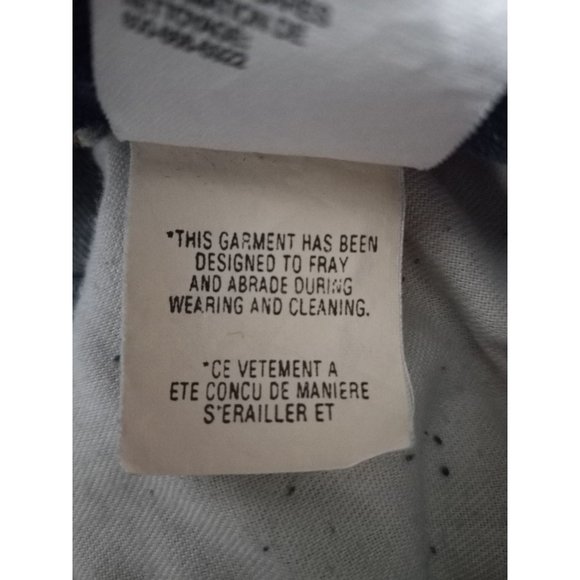 NETTOYAGE:
*THIS GARMENT HAS BEEN
DESIGNED TO FRAY
AND ABRADE DURING
WEARING AND CLEANING.
*CE VETEMENT A
ETE CONCU DE MANIERE
S'ERAILLER ET